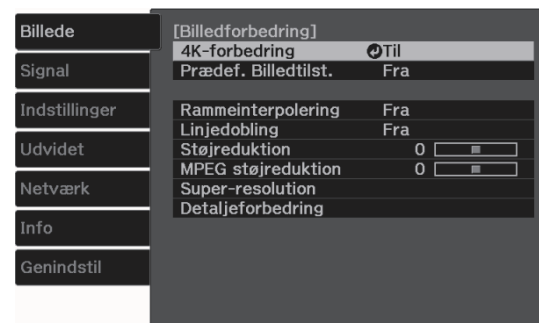 Billede
Signal
Indstillinger
Udvidet
Netværk
Info
Genindstil
[Billedforbedring]
4K-forbedring Til
Prædef. Billedtilst. Fra
Rammeinterpolering Fra
Linjedobling Fra
Støjreduktion 0
MPEG støjreduktion 0
Super-resolution
Detaljeforbedring